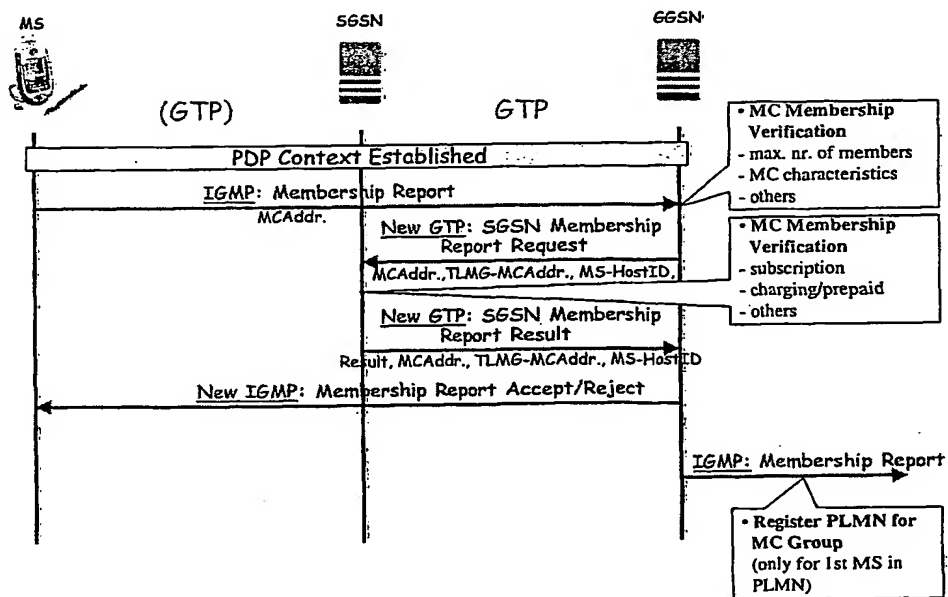 MS
SGSN
GGSN
(GTP)
GTP
PDP Context Established
• MC Membership
Verification
- max. nr. of members
- MC characteristics
- others
IGMP: Membership Report
MCAddr.
New GTP: SGSN Membership
Report Request
MCAddr.,TLMG-MCAddr., MS-HostID,
• MC Membership
Verification
- subscription
- charging/prepaid
- others
New GTP: SGSN Membership
Report Result
Result, MCAddr., TLMG-MCAddr., MS-HostID
New IGMP: Membership Report Accept/Reject
IGMP: Membership Report
• Register PLMN for
MC Group
(only for 1st MS in
PLMN)